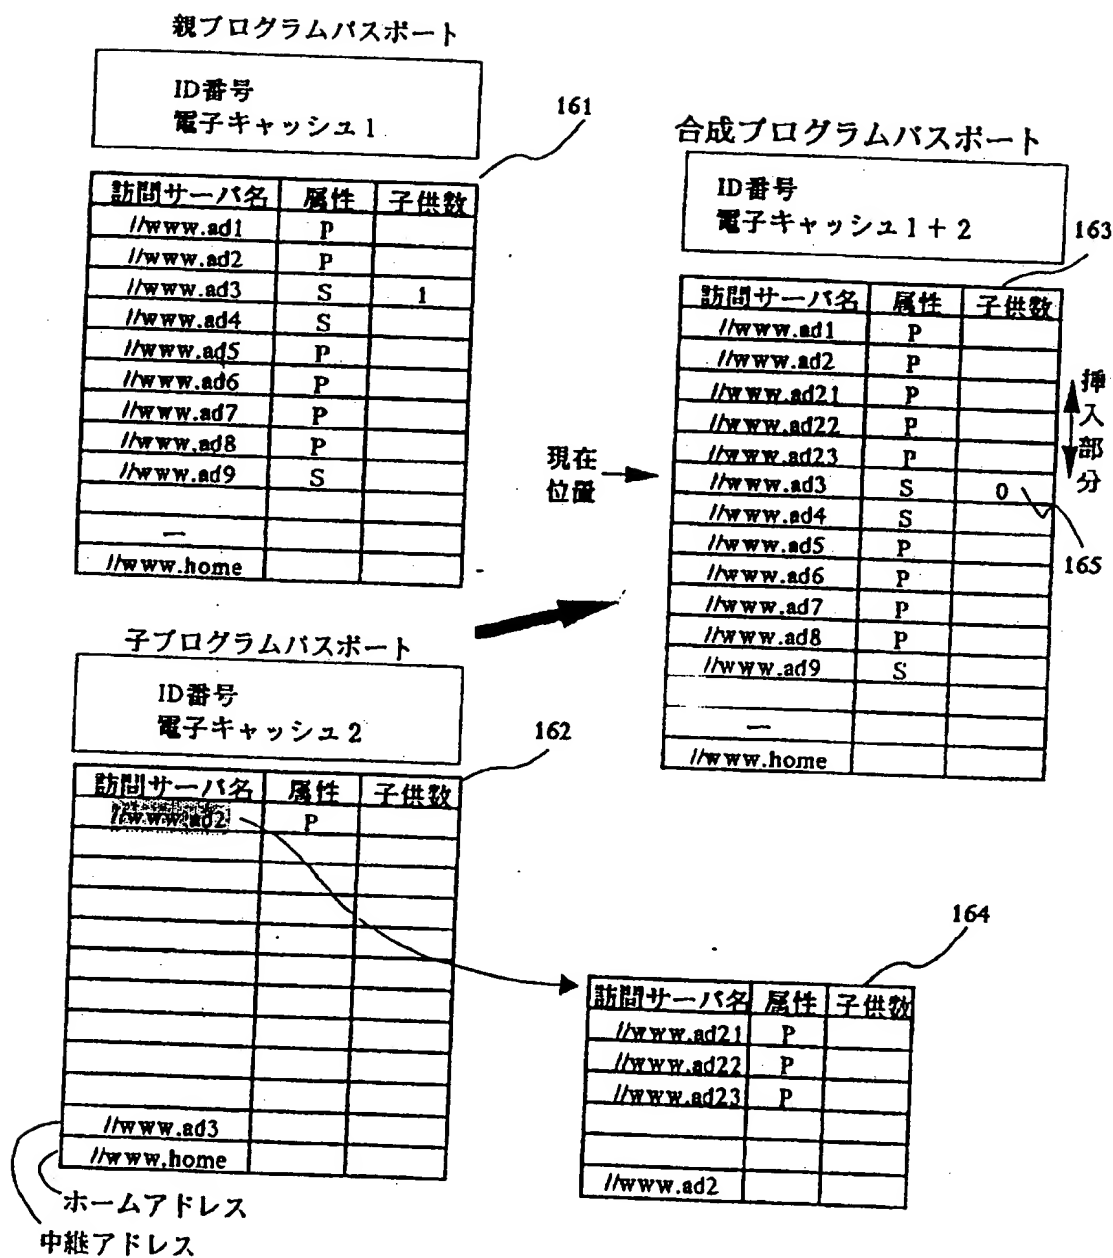 親プログラムパスポート
ID番号
電子キャッシュ1
161
訪問サーバ名 属性 子供数
//www.ad1 P
//www.ad2 P
//www.ad3 S 1
//www.ad4 S
//www.ad5 P
//www.ad6 P
//www.ad7 P
//www.ad8 P
//www.ad9 S
—
//www.home
合成プログラムパスポート
ID番号
電子キャッシュ1+2
163
訪問サーバ名 属性 子供数
//www.ad1 P
//www.ad2 P
//www.ad21 P
//www.ad22 P
//www.ad23 P
//www.ad3 S 0
//www.ad4 S
//www.ad5 P
//www.ad6 P
//www.ad7 P
//www.ad8 P
//www.ad9 S
—
//www.home
挿入部分
現在
位置
165
子プログラムパスポート
ID番号
電子キャッシュ2
162
訪問サーバ名 属性 子供数
//www.ad2 P
//www.ad3
//www.home
ホームアドレス
中継アドレス
164
訪問サーバ名 属性 子供数
//www.ad21 P
//www.ad22 P
//www.ad23 P
//www.ad2